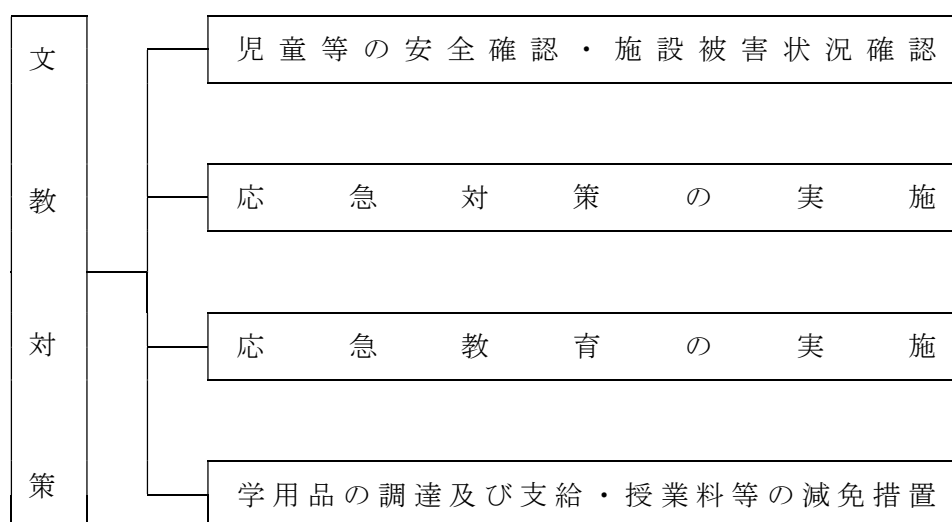 文教対策
児童等の安全確認・施設被害状況確認
応急対策の実施
応急教育の実施
学用品の調達及び支給・授業料等の減免措置